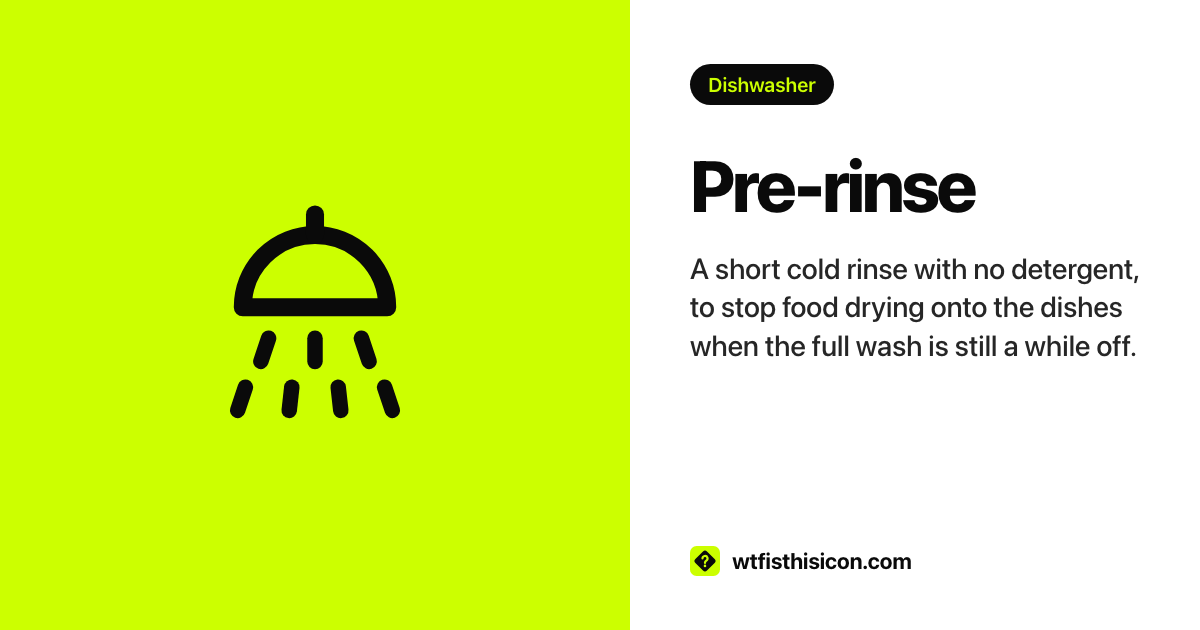 Dishwasher
Pre-rinse
A short cold rinse with no detergent,
to stop food drying onto the dishes
when the full wash is still a while off.
?
wtfisthisicon.com